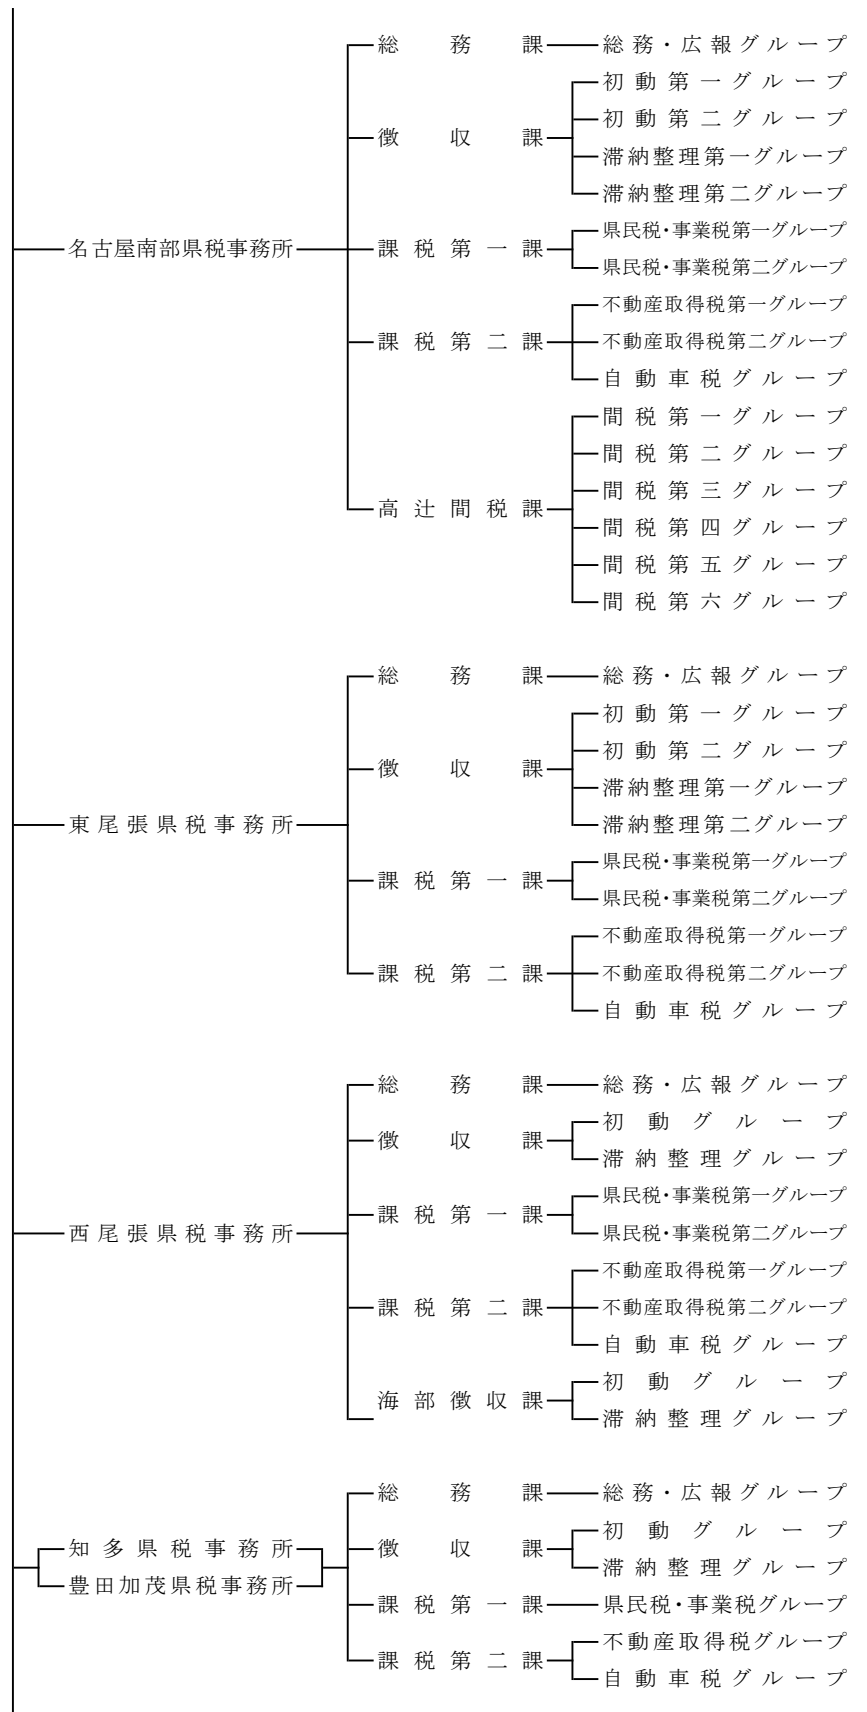 総務課 総務・広報グループ
初動第一グループ
初動第二グループ
徴収課
滞納整理第一グループ
滞納整理第二グループ
県民税・事業税第一グループ
名古屋南部県税事務所 課税第一課
県民税・事業税第二グループ
不動産取得税第一グループ
課税第二課 不動産取得税第二グループ
自動車税グループ
間税第一グループ
間税第二グループ
間税第三グループ
高辻間税課
間税第四グループ
間税第五グループ
間税第六グループ
総務課 総務・広報グループ
初動第一グループ
初動第二グループ
徴収課
滞納整理第一グループ
東尾張県税事務所 滞納整理第二グループ
県民税・事業税第一グループ
課税第一課
県民税・事業税第二グループ
不動産取得税第一グループ
課税第二課 不動産取得税第二グループ
自動車税グループ
総務課 総務・広報グループ
初動グループ
徴収課
滞納整理グループ
県民税・事業税第一グループ
課税第一課
西尾張県税事務所 県民税・事業税第二グループ
不動産取得税第一グループ
課税第二課 不動産取得税第二グループ
自動車税グループ
初動グループ
海部徴収課
滞納整理グループ
総務課 総務・広報グループ
初動グループ
知多県税事務所 徴収課
滞納整理グループ
豊田加茂県税事務所
課税第一課 県民税・事業税グループ
不動産取得税グループ
課税第二課
自動車税グループ